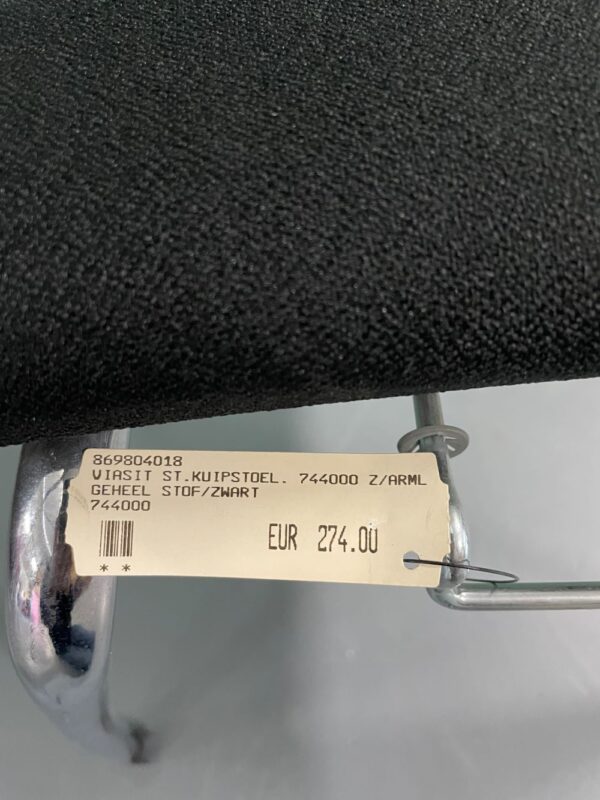 869804018
VIASIT ST.KUIPSTOEL. 744000 Z/ARML
GEHEEL STOF/ZWART
744000
EUR 274.00
* *